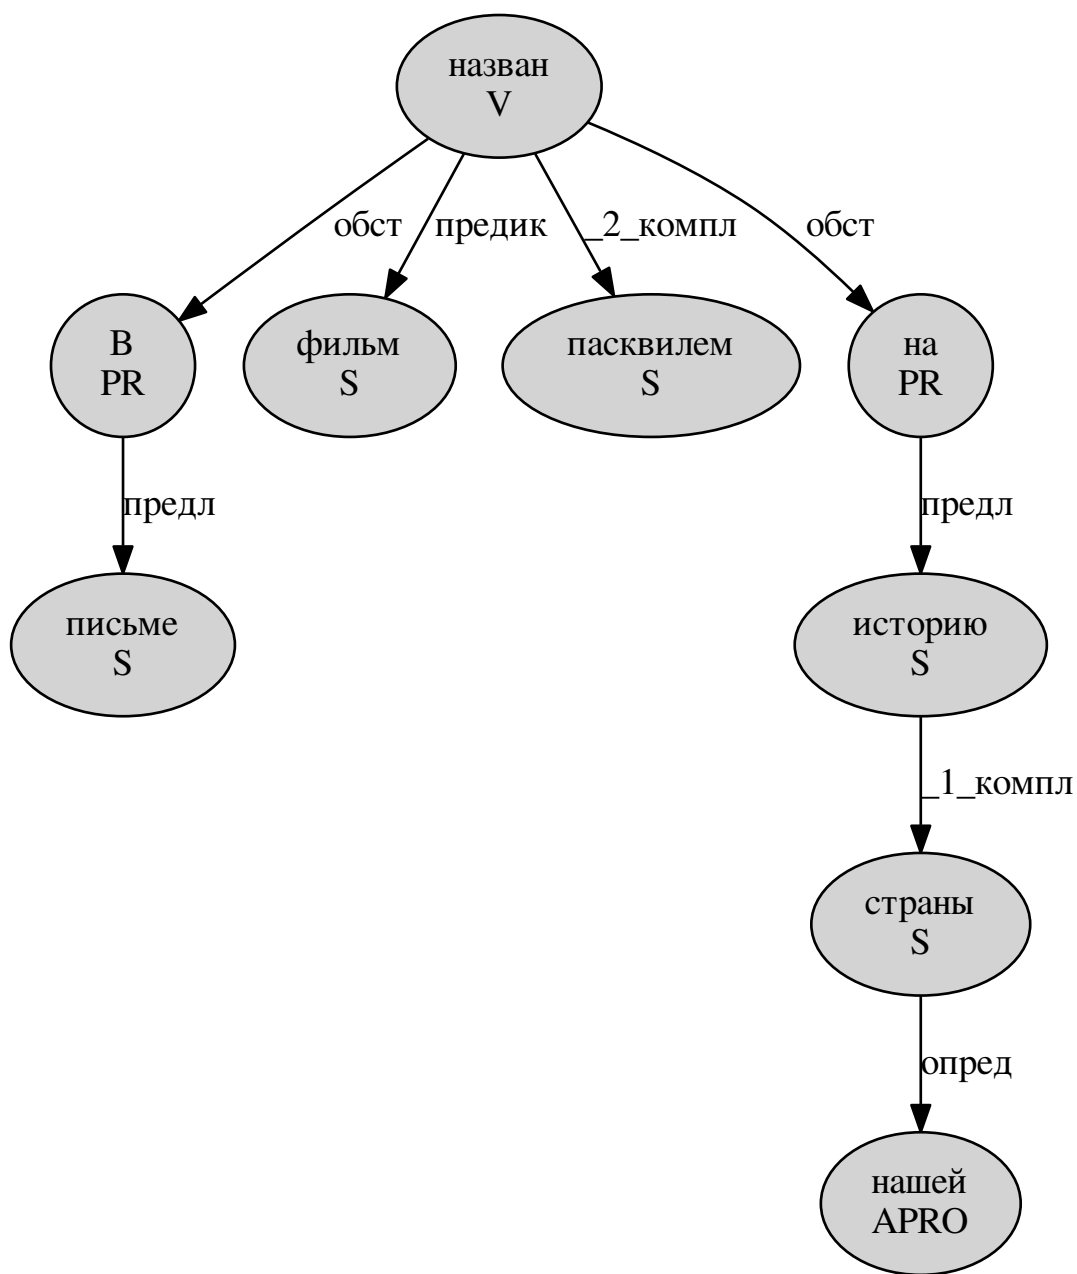 назван
V
обст
предик
_2_компл
обст
В
PR
фильм
S
пасквилем
S
на
PR
предл
предл
письме
S
историю
S
_1_компл
страны
S
опред
нашей
APRO